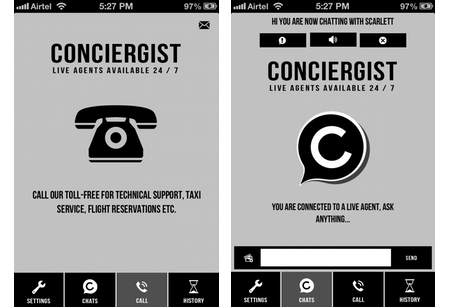 Airtel 5:27 PM 97%
CONCIERGIST
LIVE AGENTS AVAILABLE 24 / 7
CALL OUR TOLL-FREE FOR TECHNICAL SUPPORT, TAXI
SERVICE, FLIGHT RESERVATIONS ETC.
SETTINGS CHATS CALL HISTORY
Airtel 5:27 PM 97%
HI YOU ARE NOW CHATTING WITH SCARLETT
CONCIERGIST
LIVE AGENTS AVAILABLE 24 / 7
C
YOU ARE CONNECTED TO A LIVE AGENT, ASK
ANYTHING...
SEND
SETTINGS CHATS CALL HISTORY